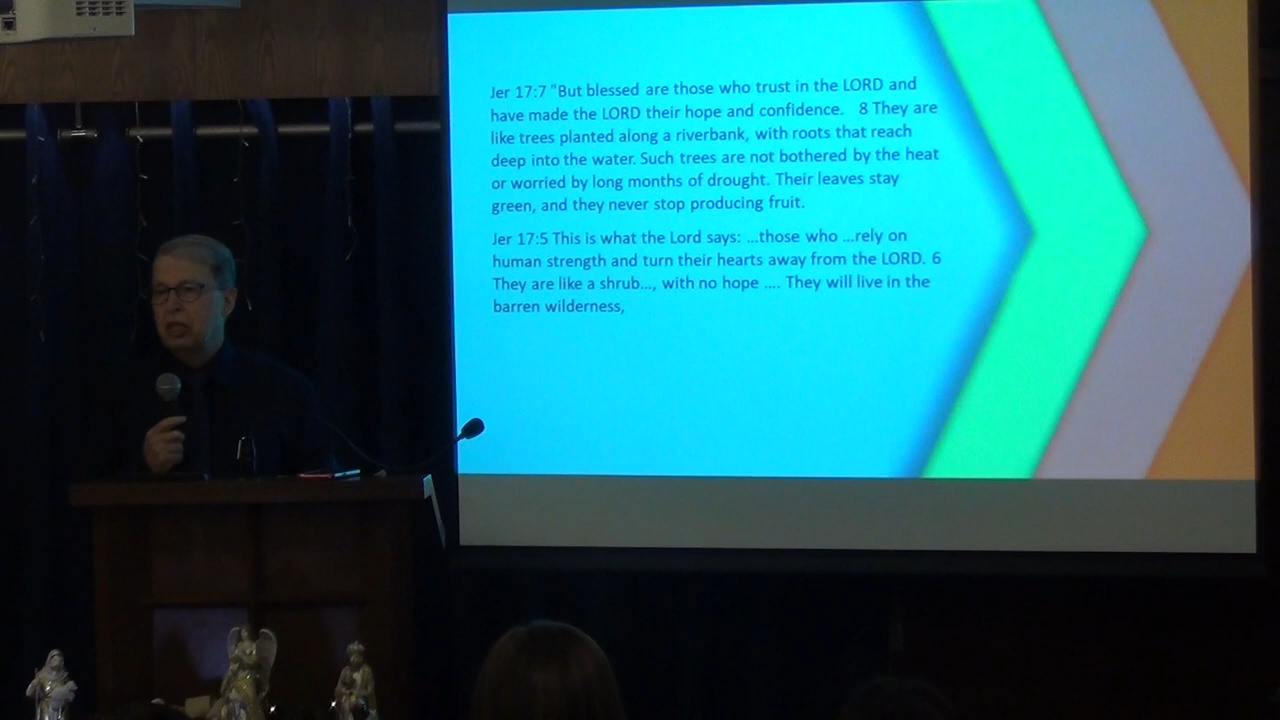 Jer 17:7 "But blessed are those who trust in the LORD and
have made the LORD their hope and confidence. 8 They are
like trees planted along a riverbank, with roots that reach
deep into the water. Such trees are not bothered by the heat
or worried by long months of drought. Their leaves stay
green, and they never stop producing fruit.
Jer 17:5 This is what the Lord says: ...those who ...rely on
human strength and turn their hearts away from the LORD. 6
They are like a shrub..., with no hope .... They will live in the
barren wilderness,